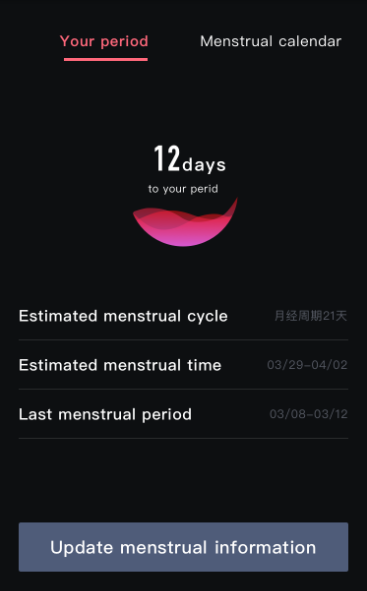 Your period Menstrual calendar
12days
to your perid
Estimated menstrual cycle 月经周期21天
Estimated menstrual time 03/29-04/02
Last menstrual period 03/08-03/12
Update menstrual information